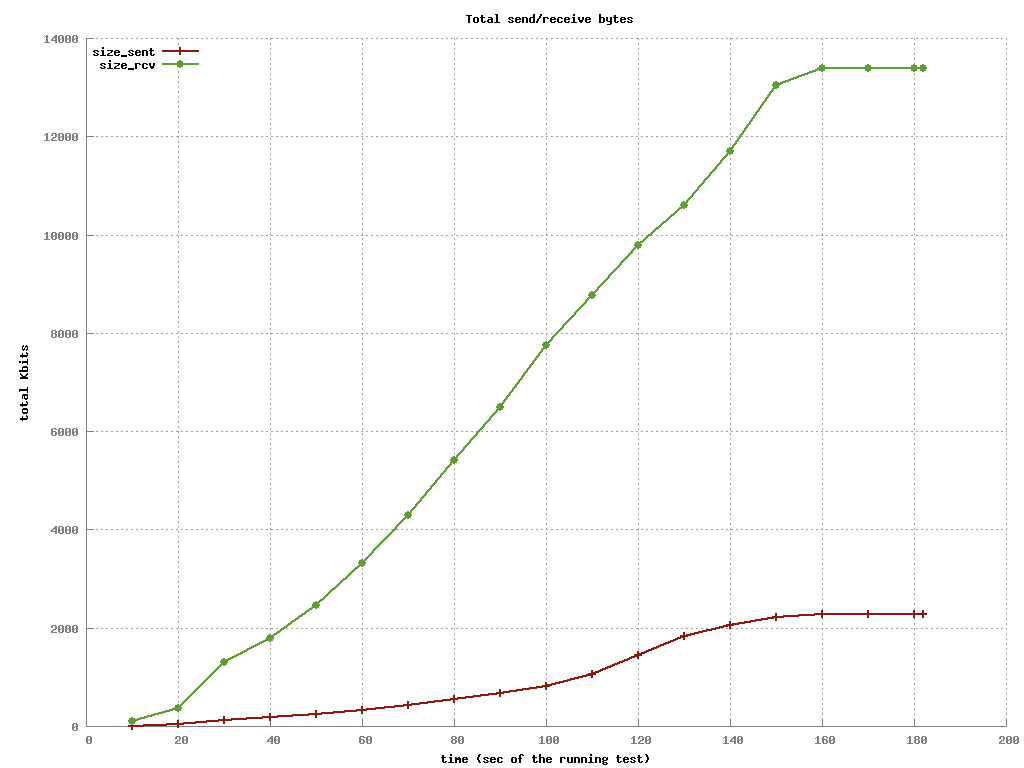 Total send/receive bytes
14000
size_sent
size_rcv
12000
10000
8000
total Kbits
6000
4000
2000
0
0 20 40 60 80 100 120 140 160 180 200
time (sec of the running test)